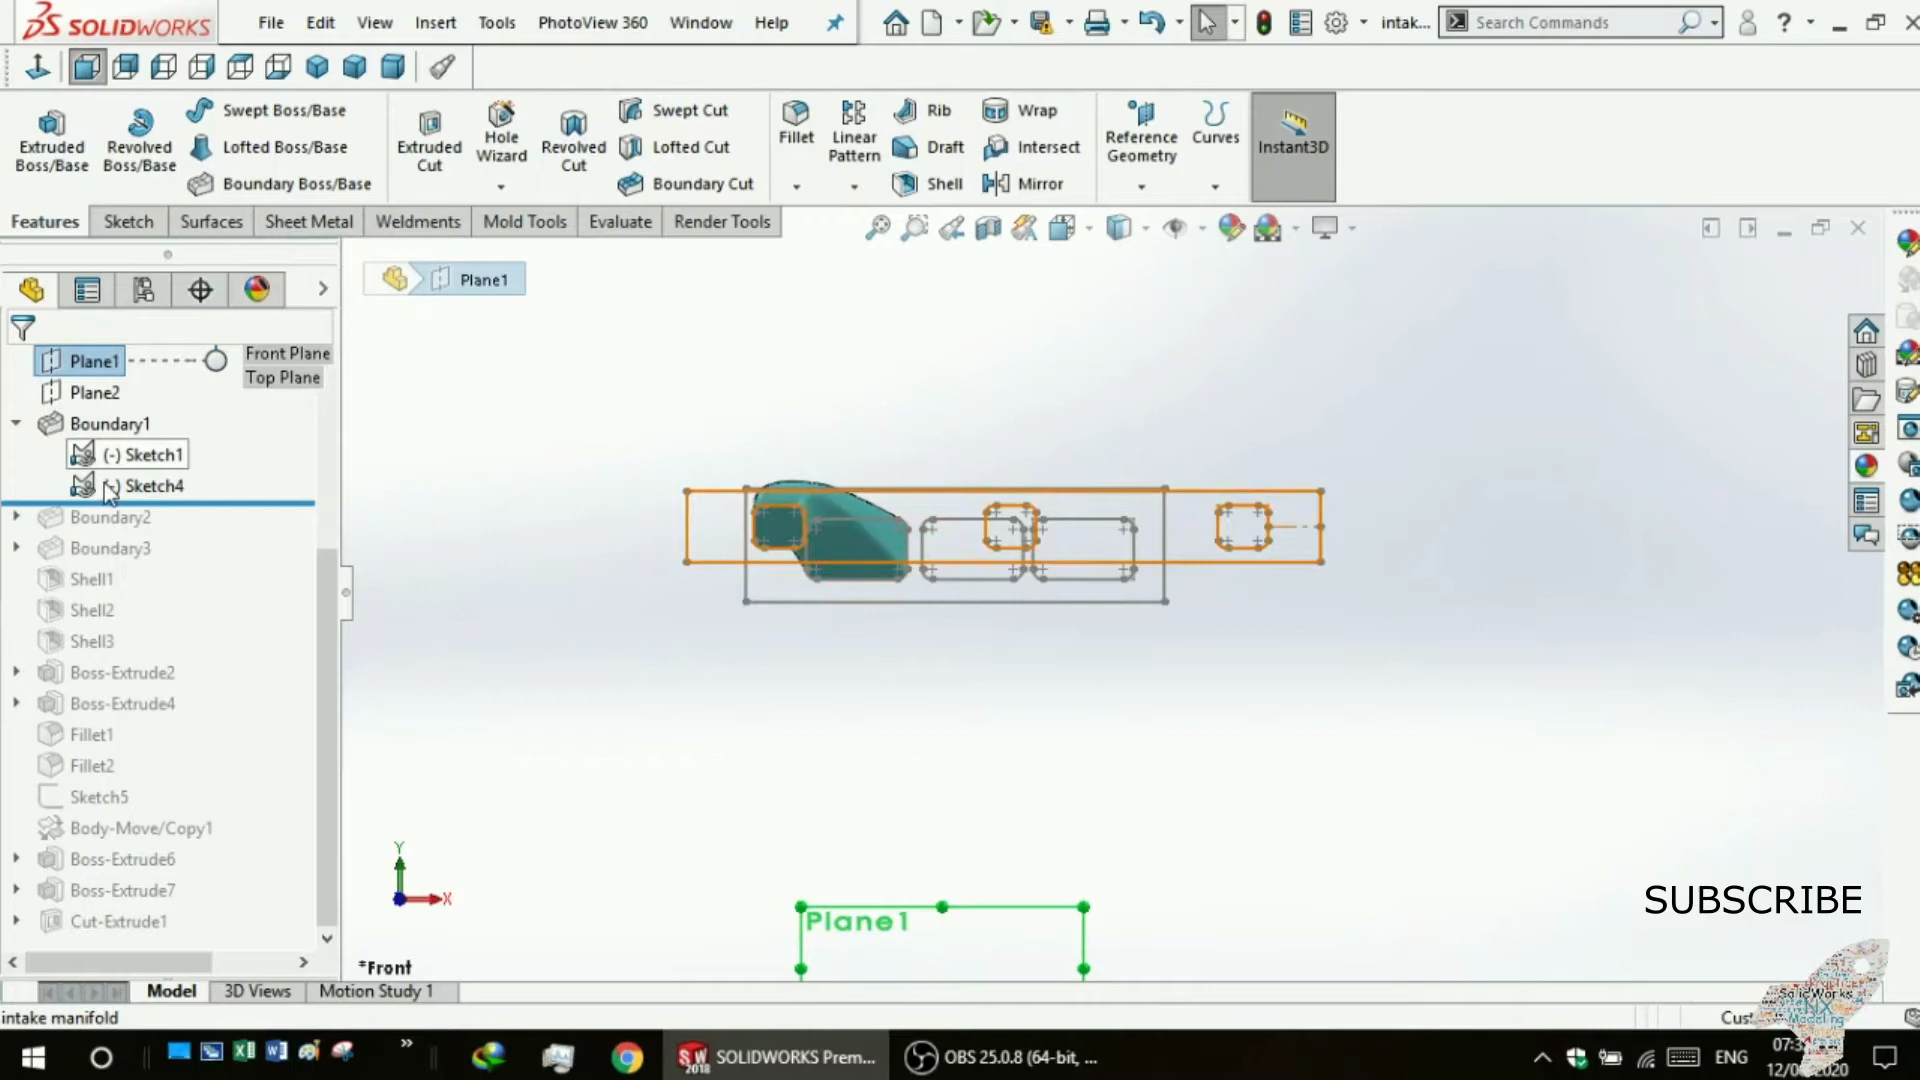 SOLIDWORKS
File Edit View Insert Tools PhotoView 360 Window Help
intak...
Search Commands
Extruded Boss/Base
Revolved Boss/Base
Swept Boss/Base
Lofted Boss/Base
Boundary Boss/Base
Extruded Cut
Hole Wizard
Revolved Cut
Swept Cut
Lofted Cut
Boundary Cut
Fillet
Linear Pattern
Rib
Draft
Shell
Wrap
Intersect
Mirror
Reference Geometry
Curves
Instant3D
Features Sketch Surfaces Sheet Metal Weldments Mold Tools Evaluate Render Tools
Plane1
Plane1
Front Plane
Top Plane
Plane2
Boundary1
(-) Sketch1
(-) Sketch4
Boundary2
Boundary3
Shell1
Shell2
Shell3
Boss-Extrude2
Boss-Extrude4
Fillet1
Fillet2
Sketch5
Body-Move/Copy1
Boss-Extrude6
Boss-Extrude7
Cut-Extrude1
Y
X
*Front
Plane1
SUBSCRIBE
SolidWorks
NX
Modeling
Model 3D Views Motion Study 1
intake manifold
SW 2018
SOLIDWORKS Prem...
OBS 25.0.8 (64-bit, ...
ENG